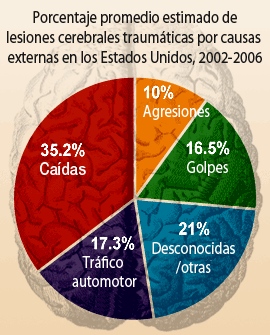 Porcentaje promedio estimado de
lesiones cerebrales traumáticas por causas
externas en los Estados Unidos, 2002-2006
10%
Agresiones
35.2%
Caídas
16.5%
Golpes
21%
Desconocidas
/otras
17.3%
Tráfico
automotor